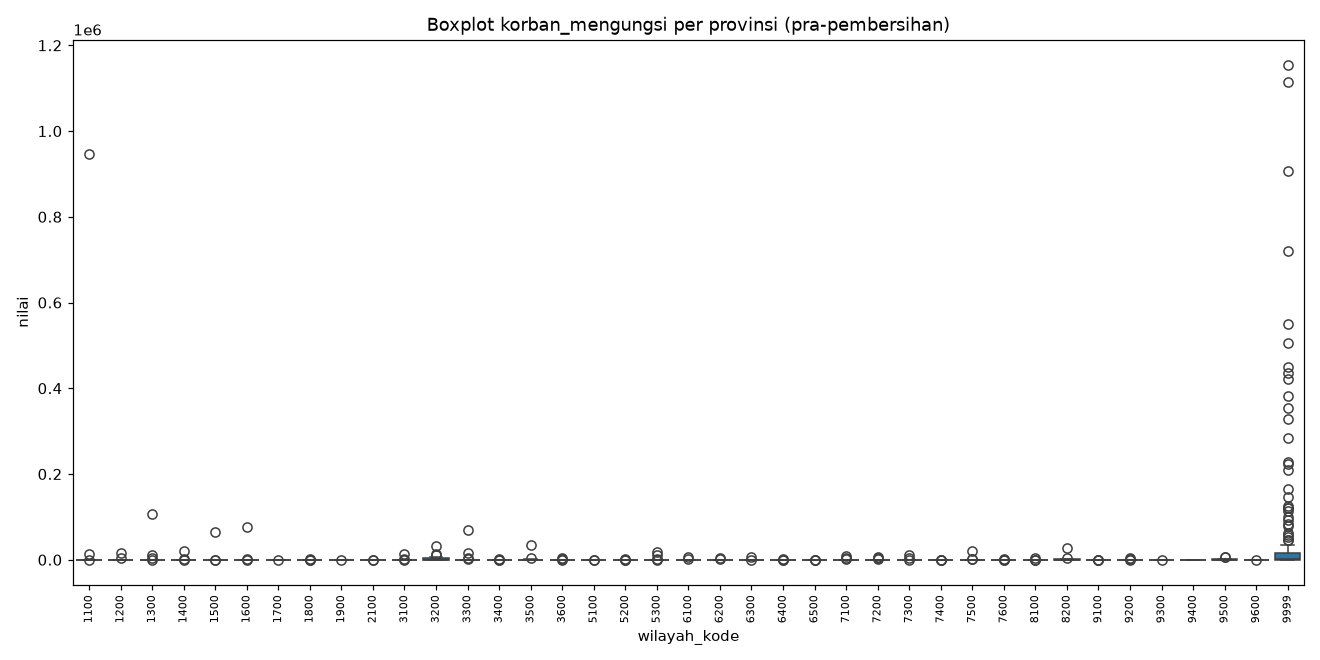 Boxplot korban_mengungsi per provinsi (pra-pembersihan)
1e6
1.2
1.0
0.8
0.6
0.4
0.2
0.0
nilai
1100 1200 1300 1400 1500 1600 1700 1800 1900 2100 3100 3200 3300 3400 3500 3600 5100 5200 5300 6100 6200 6300 6400 6500 7100 7200 7300 7400 7500 7600 8100 8200 9100 9200 9300 9400 9500 9600 9999
wilayah_kode